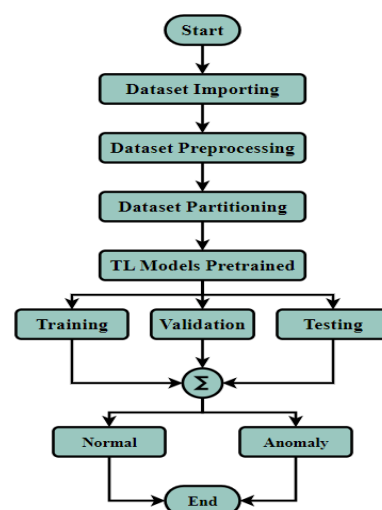 Start
Dataset Importing
Dataset Preprocessing
Dataset Partitioning
TL Models Pretrained
Training
Validation
Testing
Σ
Normal
Anomaly
End